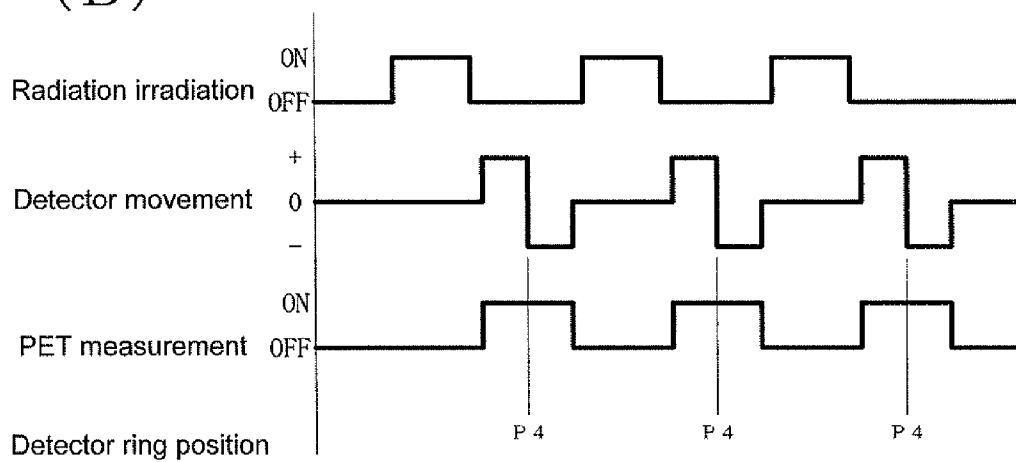 (B)
ON
Radiation irradiation
OFF
+
Detector movement
0
−
ON
PET measurement
OFF
P4
P4
P4
Detector ring position